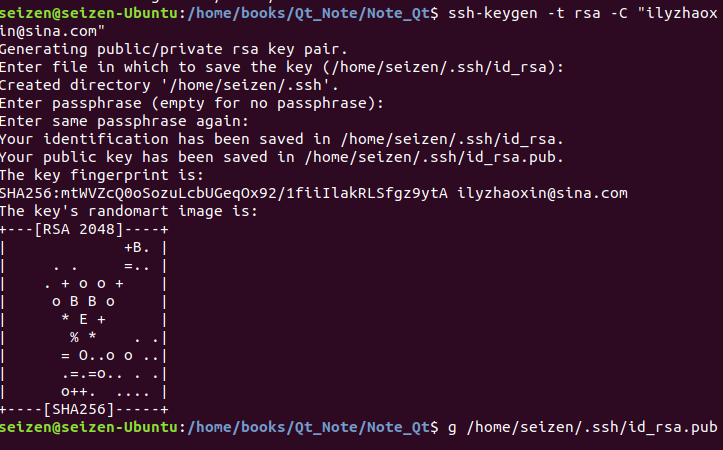 seizen@seizen-Ubuntu:/home/books/Qt_Note/Note_Qt$ ssh-keygen -t rsa -C "ilyzhaox
in@sina.com"
Generating public/private rsa key pair.
Enter file in which to save the key (/home/seizen/.ssh/id_rsa):
Created directory '/home/seizen/.ssh'.
Enter passphrase (empty for no passphrase):
Enter same passphrase again:
Your identification has been saved in /home/seizen/.ssh/id_rsa.
Your public key has been saved in /home/seizen/.ssh/id_rsa.pub.
The key fingerprint is:
SHA256:mtWVZcQ0oSozuLcbUGeqOx92/1fiiIlakRLSfgz9ytA ilyzhaoxin@sina.com
The key's randomart image is:
+---[RSA 2048]----+
|             +B. |
|     . .     =.. |
|    . + o o +    |
|     o B B o     |
|      * E +      |
|       % *    . .|
|      = O..o o ..|
|      .=.=o.. . .|
|      o++.  .... |
+----[SHA256]-----+
seizen@seizen-Ubuntu:/home/books/Qt_Note/Note_Qt$ g /home/seizen/.ssh/id_rsa.pub